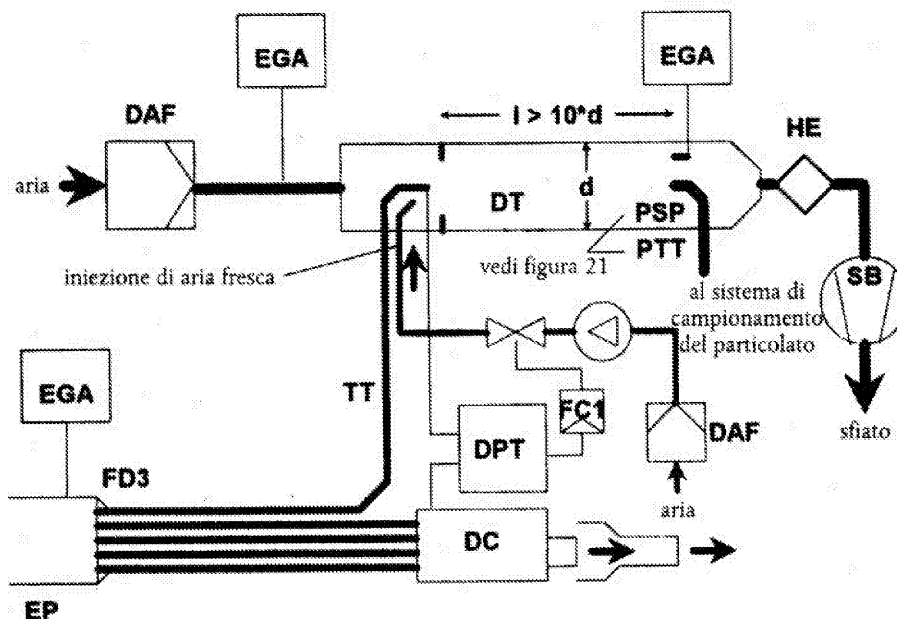 EGA
EGA
DAF
l > 10*d
HE
aria
d
DT
PSP
PTT
SB
iniezione di aria fresca
vedi figura 21
al sistema di
campionamento
del particolato
EGA
TT
FC1
DAF
sfiato
FD3
DPT
aria
DC
EP